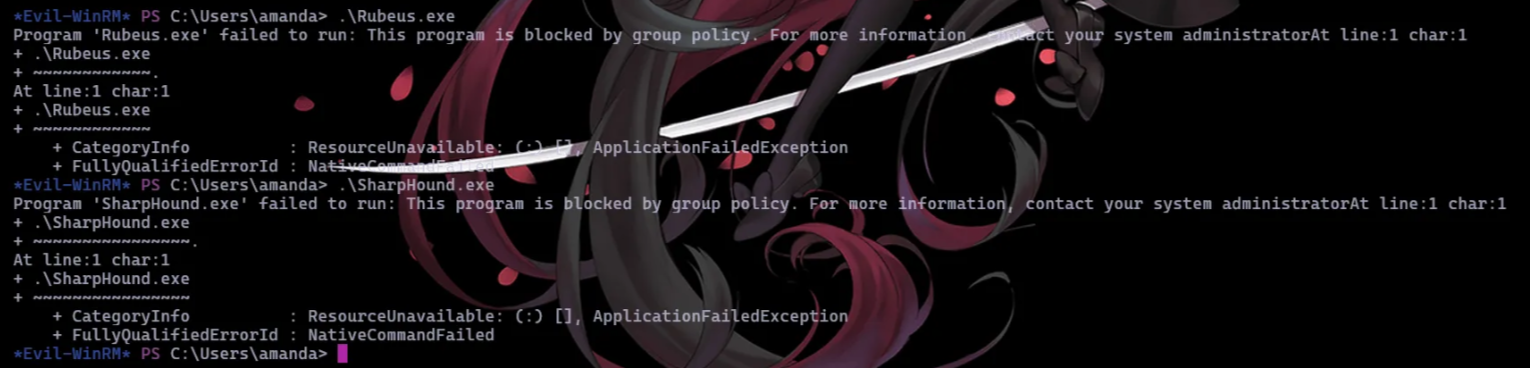 *Evil-WinRM* PS C:\Users\amanda> .\Rubeus.exe
Program 'Rubeus.exe' failed to run: This program is blocked by group policy. For more information, contact your system administratorAt line:1 char:1
+ .\Rubeus.exe
+ ~~~~~~~~~~~~.
At line:1 char:1
+ .\Rubeus.exe
+ ~~~~~~~~~~~~
    + CategoryInfo          : ResourceUnavailable: (:) [], ApplicationFailedException
    + FullyQualifiedErrorId : NativeCommandFailed
*Evil-WinRM* PS C:\Users\amanda> .\SharpHound.exe
Program 'SharpHound.exe' failed to run: This program is blocked by group policy. For more information, contact your system administratorAt line:1 char:1
+ .\SharpHound.exe
+ ~~~~~~~~~~~~~~~~.
At line:1 char:1
+ .\SharpHound.exe
+ ~~~~~~~~~~~~~~~~
    + CategoryInfo          : ResourceUnavailable: (:) [], ApplicationFailedException
    + FullyQualifiedErrorId : NativeCommandFailed
*Evil-WinRM* PS C:\Users\amanda>